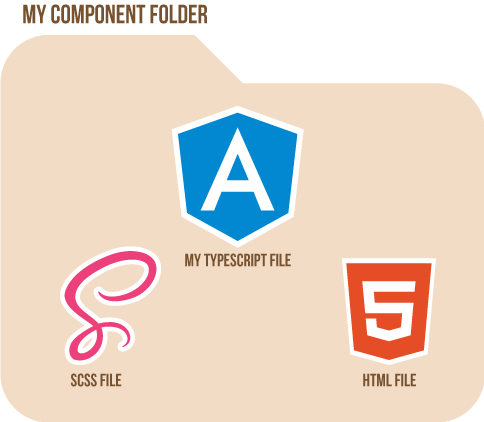 MY COMPONENT FOLDER
A
MY TYPESCRIPT FILE
5
SCSS FILE
HTML FILE